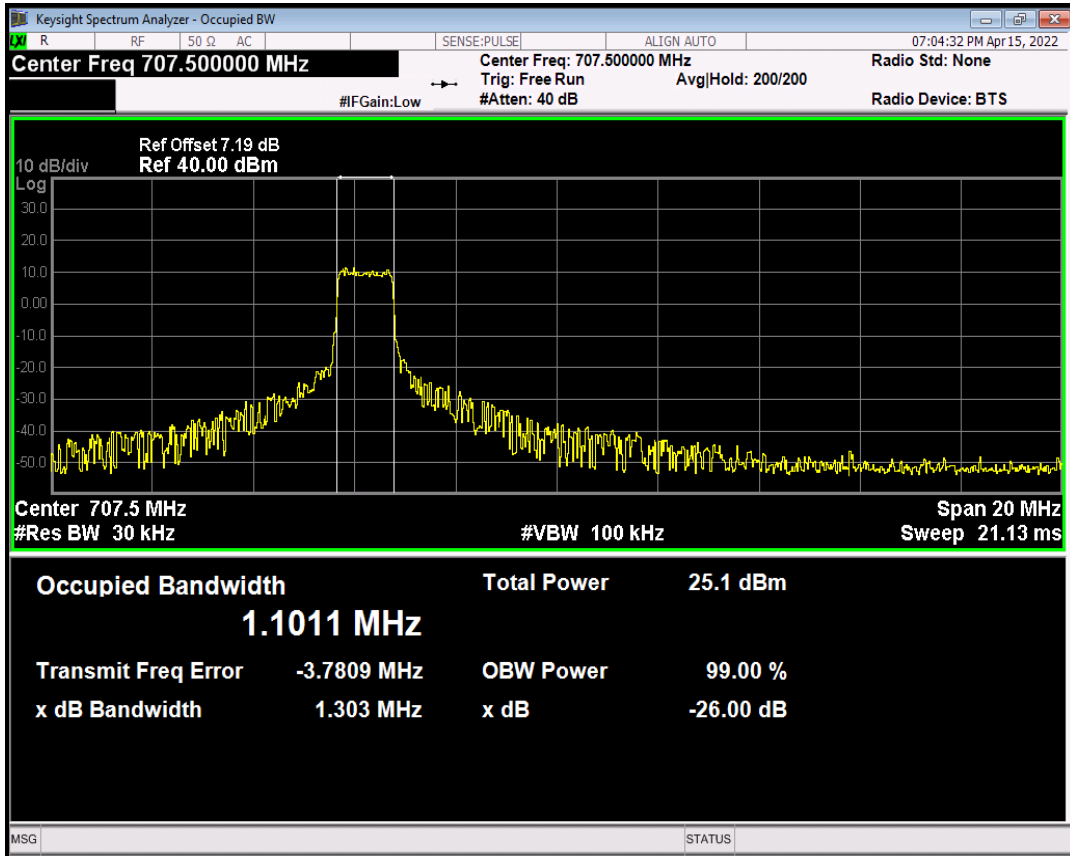 Keysight Spectrum Analyzer - Occupied BW
LXI R RF 50 Ω AC SENSE:PULSE ALIGN AUTO 07:04:32 PM Apr 15, 2022
Center Freq 707.500000 MHz Center Freq: 707.500000 MHz Radio Std: None
Trig: Free Run Avg|Hold: 200/200
#IFGain:Low #Atten: 40 dB Radio Device: BTS
Ref Offset 7.19 dB
10 dB/div Ref 40.00 dBm
Log
30.0
20.0
10.0
0.00
-10.0
-20.0
-30.0
-40.0
-50.0
Center 707.5 MHz Span 20 MHz
#Res BW 30 kHz #VBW 100 kHz Sweep 21.13 ms
Occupied Bandwidth Total Power 25.1 dBm
1.1011 MHz
Transmit Freq Error -3.7809 MHz OBW Power 99.00 %
x dB Bandwidth 1.303 MHz x dB -26.00 dB
MSG STATUS